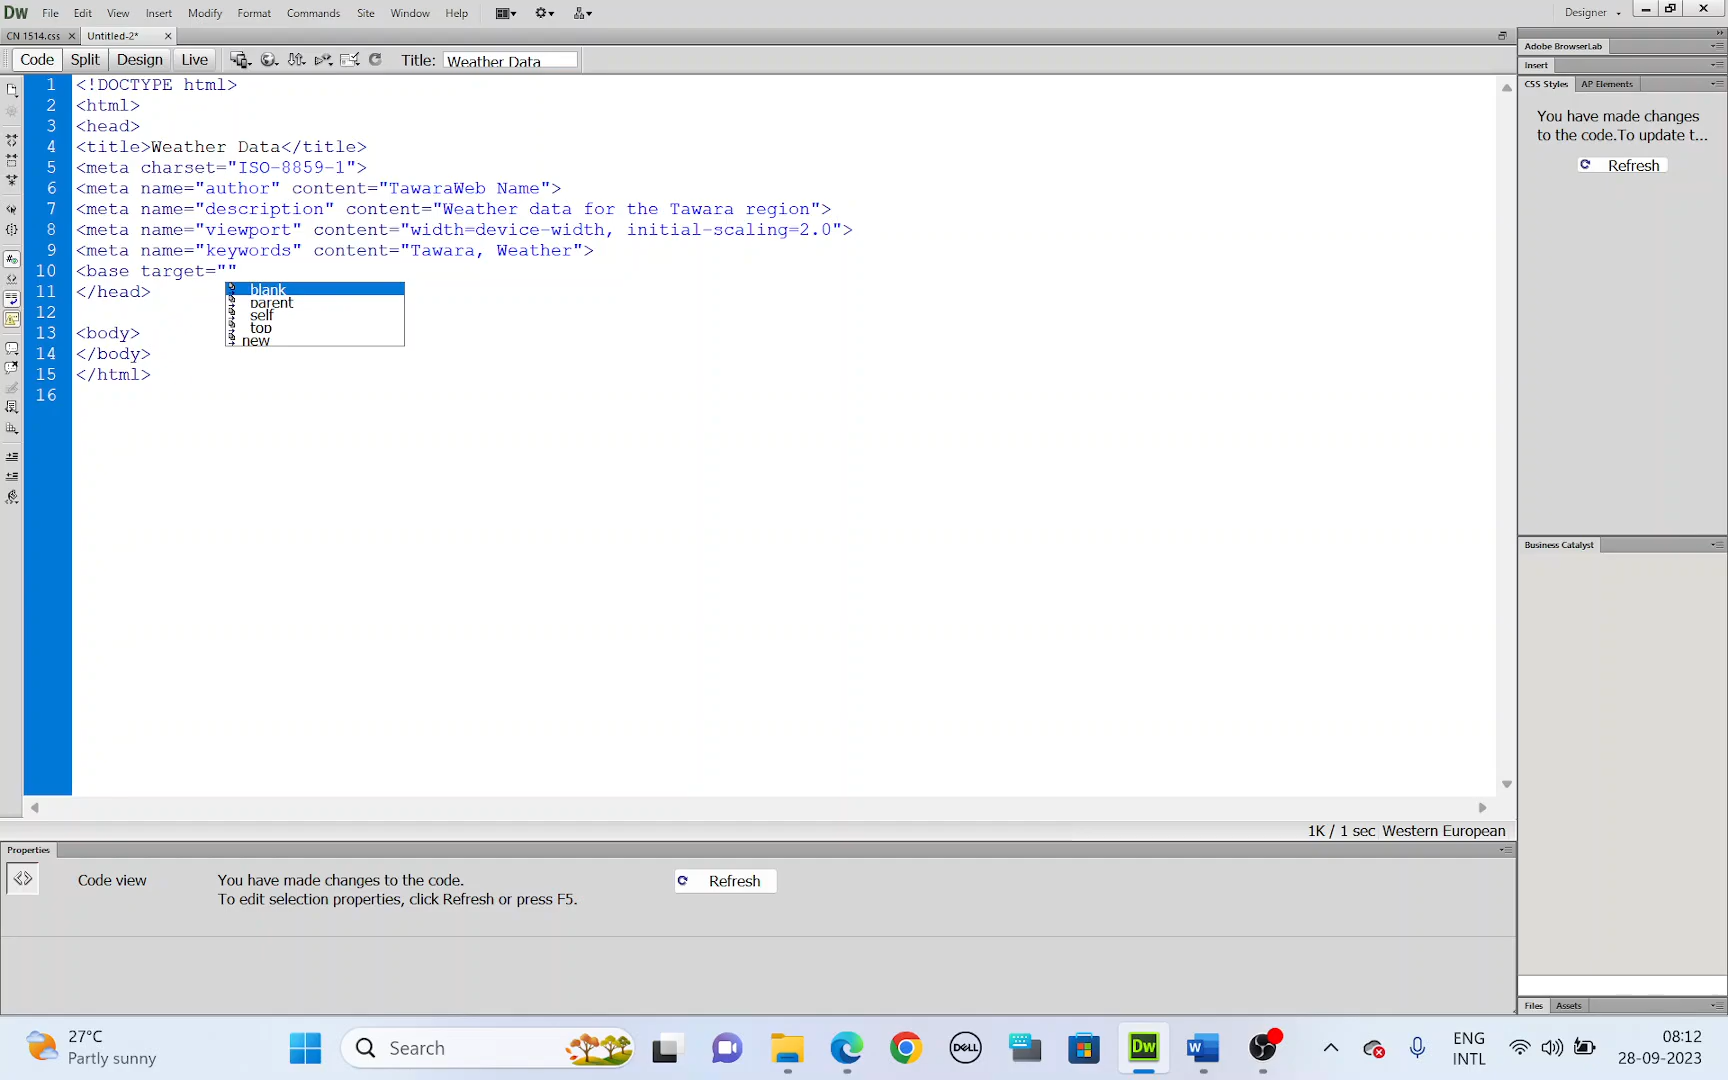 Dw File Edit View Insert Modify Format Commands Site Window Help Designer
CN 1514.css Untitled-2*
Code Split Design Live Title: Weather Data
1 <!DOCTYPE html>
2 <html>
3 <head>
4 <title>Weather Data</title>
5 <meta charset="ISO-8859-1">
6 <meta name="author" content="TawaraWeb Name">
7 <meta name="description" content="Weather data for the Tawara region">
8 <meta name="viewport" content="width=device-width, initial-scaling=2.0">
9 <meta name="keywords" content="Tawara, Weather">
10 <base target=""
11 </head>
12
13 <body>
14 </body>
15 </html>
16
blank
parent
self
top
new
Adobe BrowserLab
Insert
CSS Styles AP Elements
You have made changes
to the code.To update t...
Refresh
Business Catalyst
Files Assets
1K / 1 sec Western European
Properties
Code view
You have made changes to the code.
To edit selection properties, click Refresh or press F5.
Refresh
27°C
Partly sunny
Search
DELL
Dw
W
ENG
INTL
08:12
28-09-2023